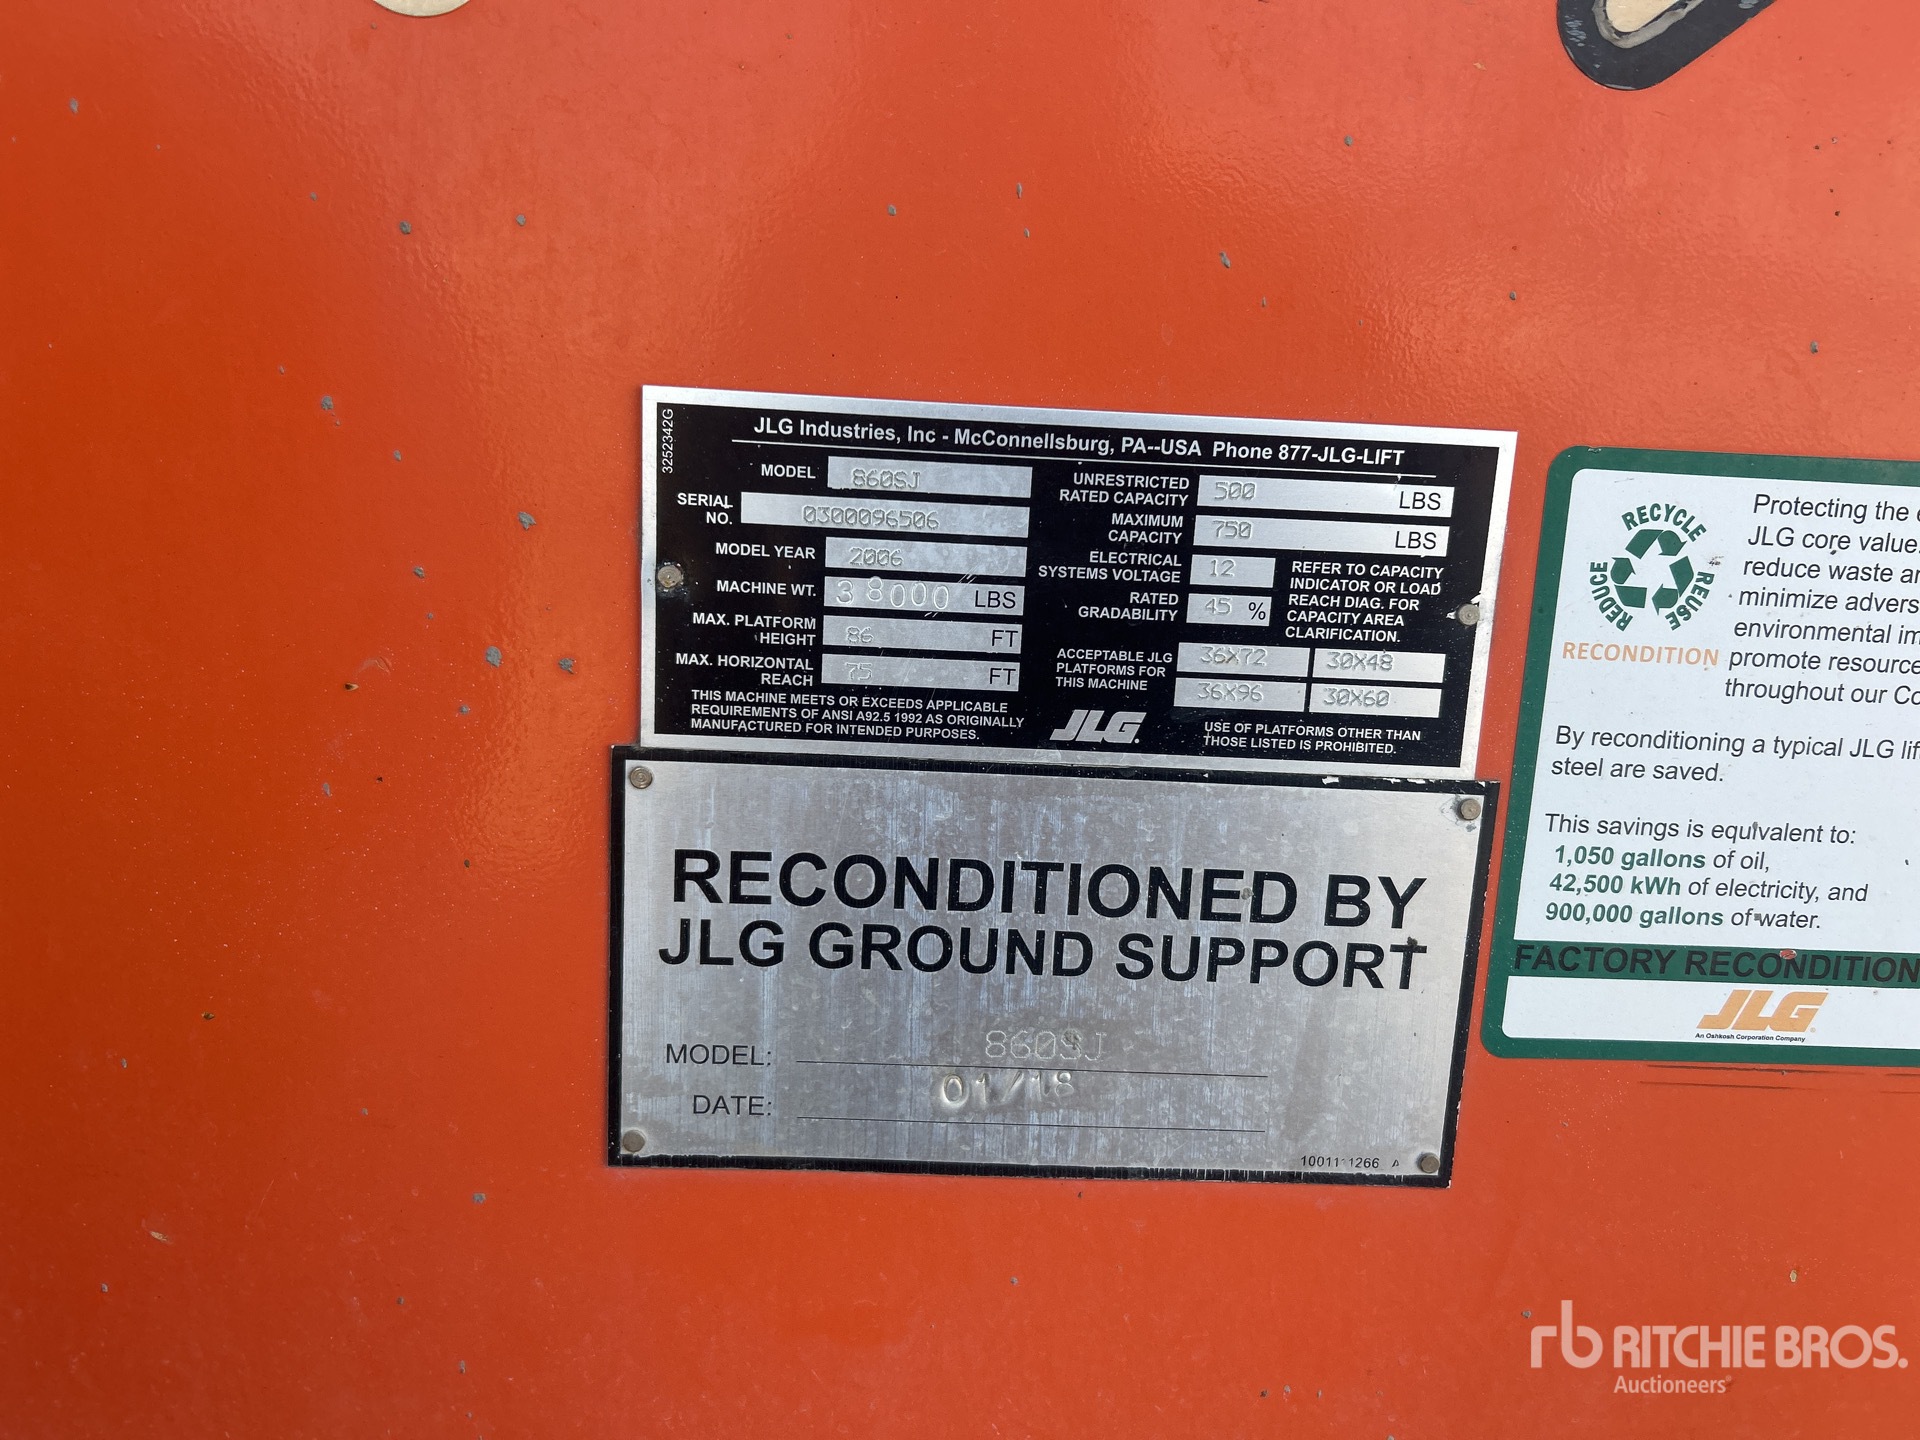 3252342G
JLG Industries, Inc - McConnellsburg, PA--USA Phone 877-JLG-LIFT
MODEL 860SJ
SERIAL NO. 0300096506
MODEL YEAR 2006
MACHINE WT. 38000 LBS
MAX. PLATFORM HEIGHT 86 FT
MAX. HORIZONTAL REACH 75 FT
THIS MACHINE MEETS OR EXCEEDS APPLICABLE
REQUIREMENTS OF ANSI A92.5 1992 AS ORIGINALLY
MANUFACTURED FOR INTENDED PURPOSES.
UNRESTRICTED RATED CAPACITY 500 LBS
MAXIMUM CAPACITY 750 LBS
ELECTRICAL SYSTEMS VOLTAGE 12
RATED GRADABILITY 45 %
REFER TO CAPACITY
INDICATOR OR LOAD
REACH DIAG. FOR
CAPACITY AREA
CLARIFICATION.
ACCEPTABLE JLG
PLATFORMS FOR
THIS MACHINE
36X72 30X48
36X96 30X60
JLG
USE OF PLATFORMS OTHER THAN
THOSE LISTED IS PROHIBITED.
RECONDITIONED BY
JLG GROUND SUPPORT
MODEL: 860SJ
DATE: 01/18
1266 A
RECYCLE
REUSE
REDUCE
RECONDITION
Protecting the
JLG core value.
reduce waste
minimize
environmental
promote
throughout our
By reconditioning a typical JLG
steel are saved.
This savings is equivalent to:
1,050 gallons of oil,
42,500 kWh of electricity, and
900,000 gallons of water.
FACTORY RECONDITION
JLG
An Oshkosh Corporation Company
rb RITCHIE BROS.
Auctioneers